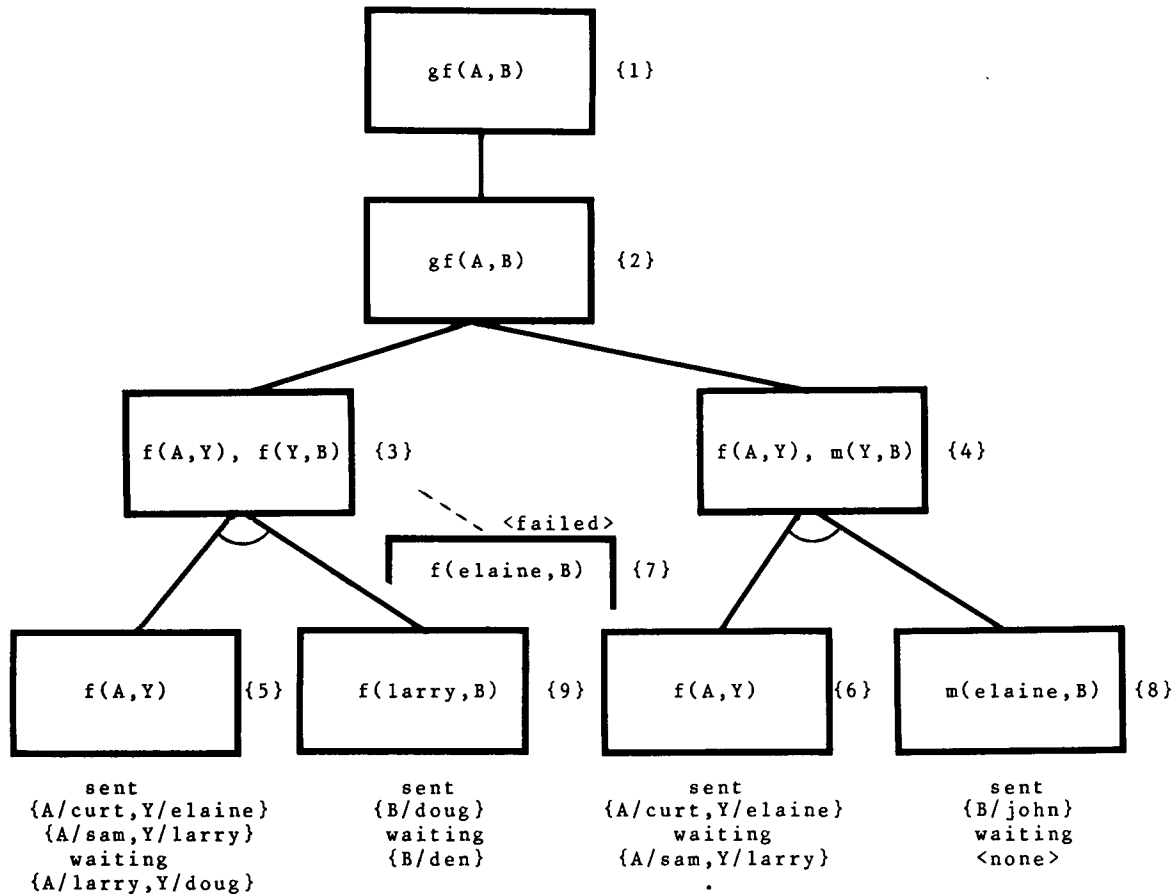 gf(A,B) {1}
gf(A,B) {2}
f(A,Y), f(Y,B) {3}
f(A,Y), m(Y,B) {4}
<failed>
f(elaine,B) {7}
f(A,Y) {5}
f(larry,B) {9}
f(A,Y) {6}
m(elaine,B) {8}
sent
{A/curt,Y/elaine}
{A/sam,Y/larry}
waiting
{A/larry,Y/doug}
sent
{B/doug}
waiting
{B/den}
sent
{A/curt,Y/elaine}
waiting
{A/sam,Y/larry}
.
sent
{B/john}
waiting
<none>